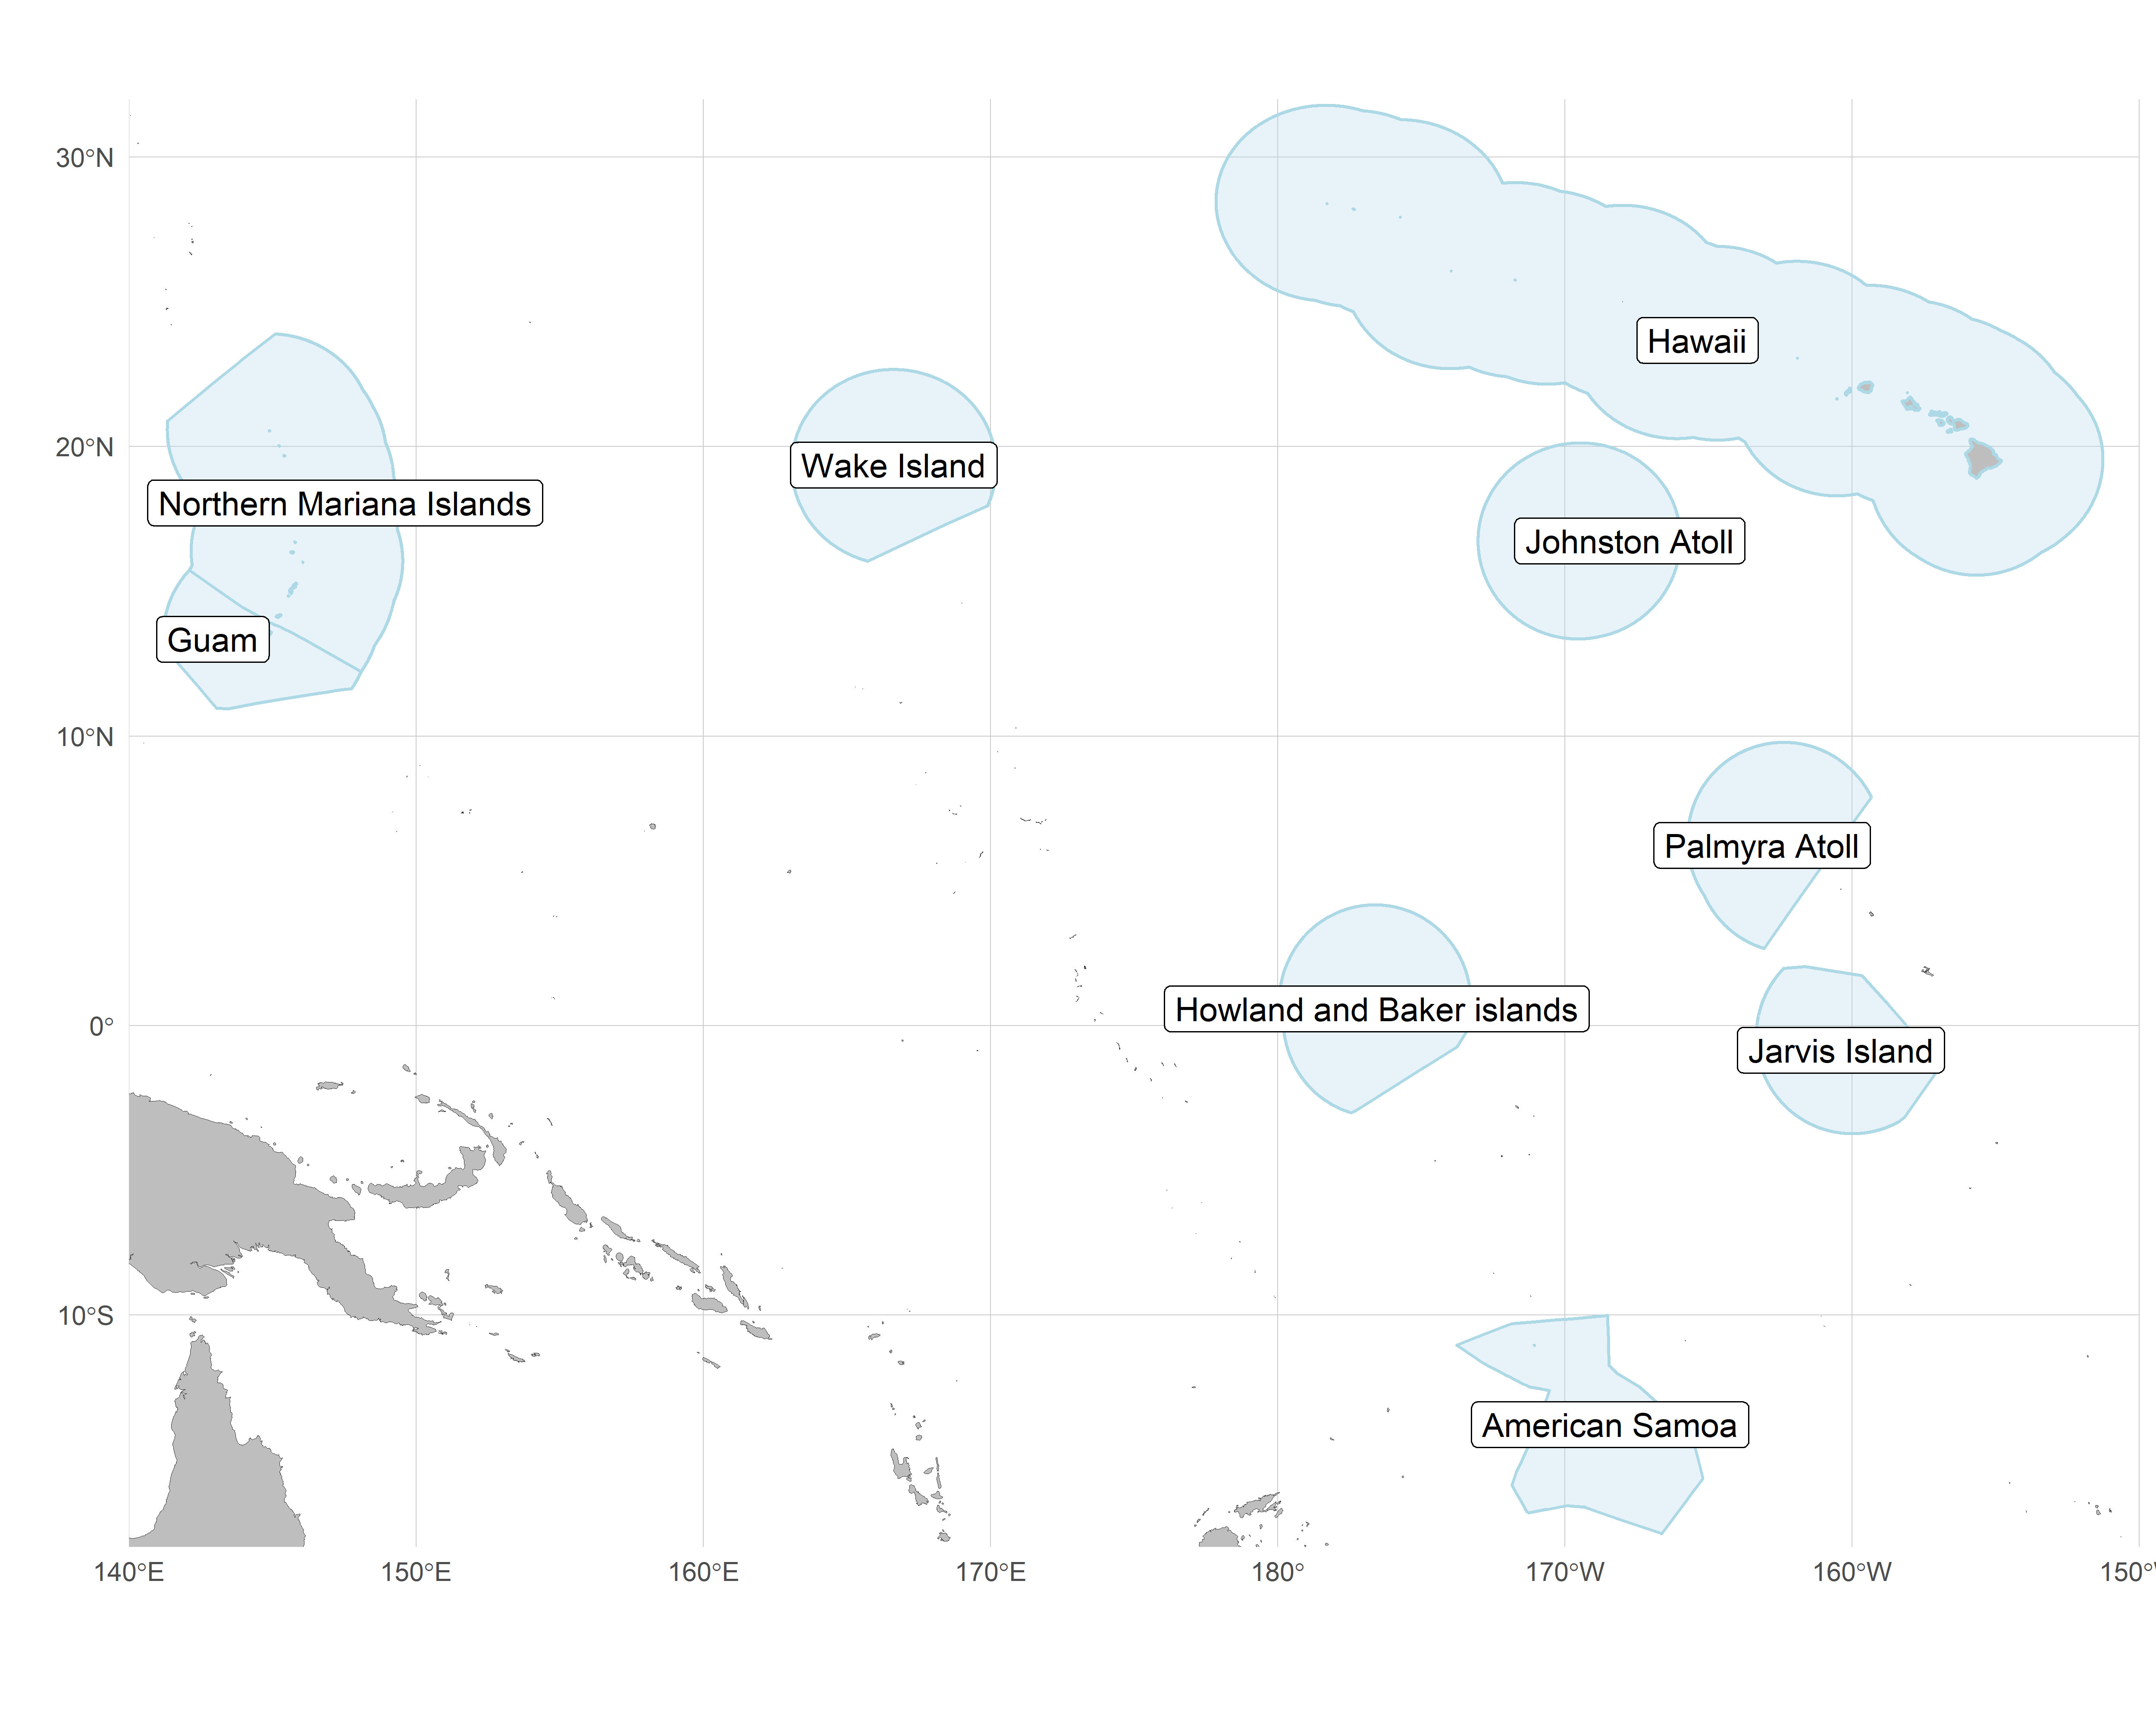 30°N
Hawaii
20°N
Wake Island
Northern Mariana Islands
Johnston Atoll
Guam
10°N
Palmyra Atoll
Howland and Baker islands
0°
Jarvis Island
10°S
American Samoa
140°E
150°E
160°E
170°E
180°
170°W
160°W
150°